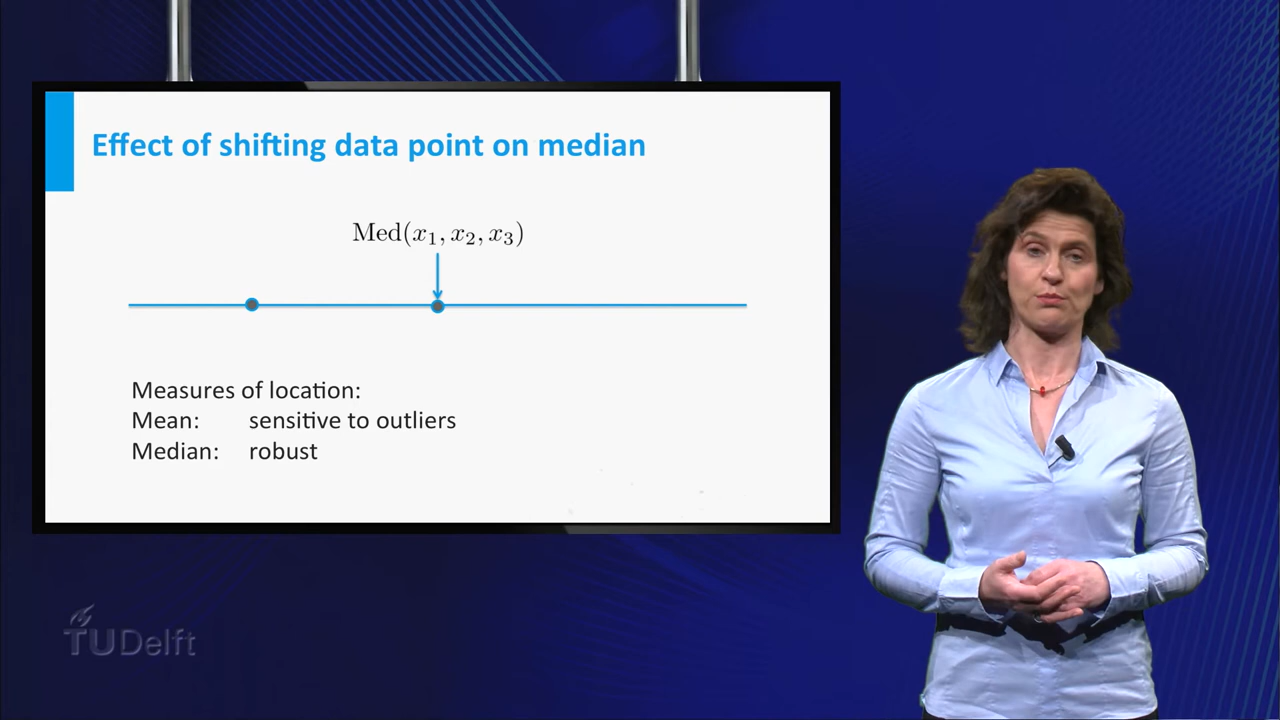 Effect of shifting data point on median
Med(x₁, x₂, x₃)
Measures of location:
Mean: sensitive to outliers
Median: robust
TUDelft